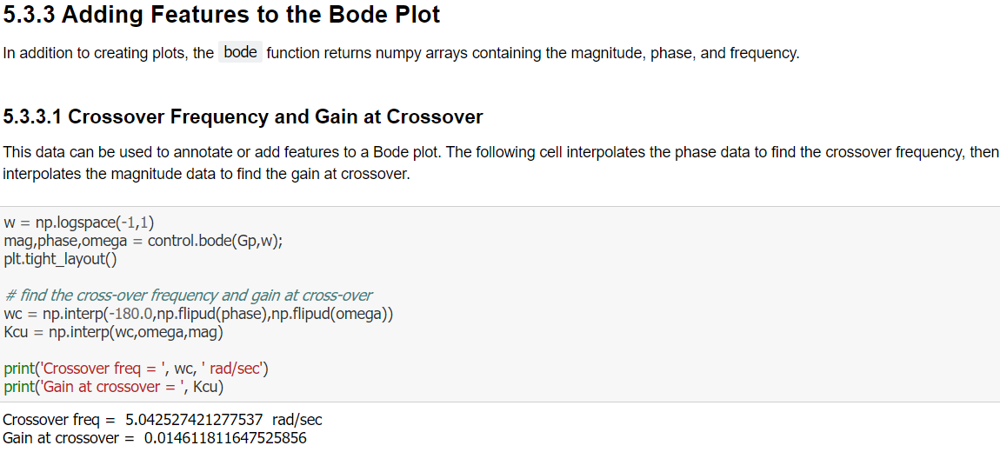 5.3.3 Adding Features to the Bode Plot
In addition to creating plots, the bode function returns numpy arrays containing the magnitude, phase, and frequency.
5.3.3.1 Crossover Frequency and Gain at Crossover
This data can be used to annotate or add features to a Bode plot. The following cell interpolates the phase data to find the crossover frequency, then
interpolates the magnitude data to find the gain at crossover.
w = np.logspace(-1,1)
mag,phase,omega = control.bode(Gp,w);
plt.tight_layout()
# find the cross-over frequency and gain at cross-over
wc = np.interp(-180.0,np.flipud(phase),np.flipud(omega))
Kcu = np.interp(wc,omega,mag)
print('Crossover freq = ', wc, ' rad/sec')
print('Gain at crossover = ', Kcu)
Crossover freq =  5.042527421277537  rad/sec
Gain at crossover =  0.014611811647525856